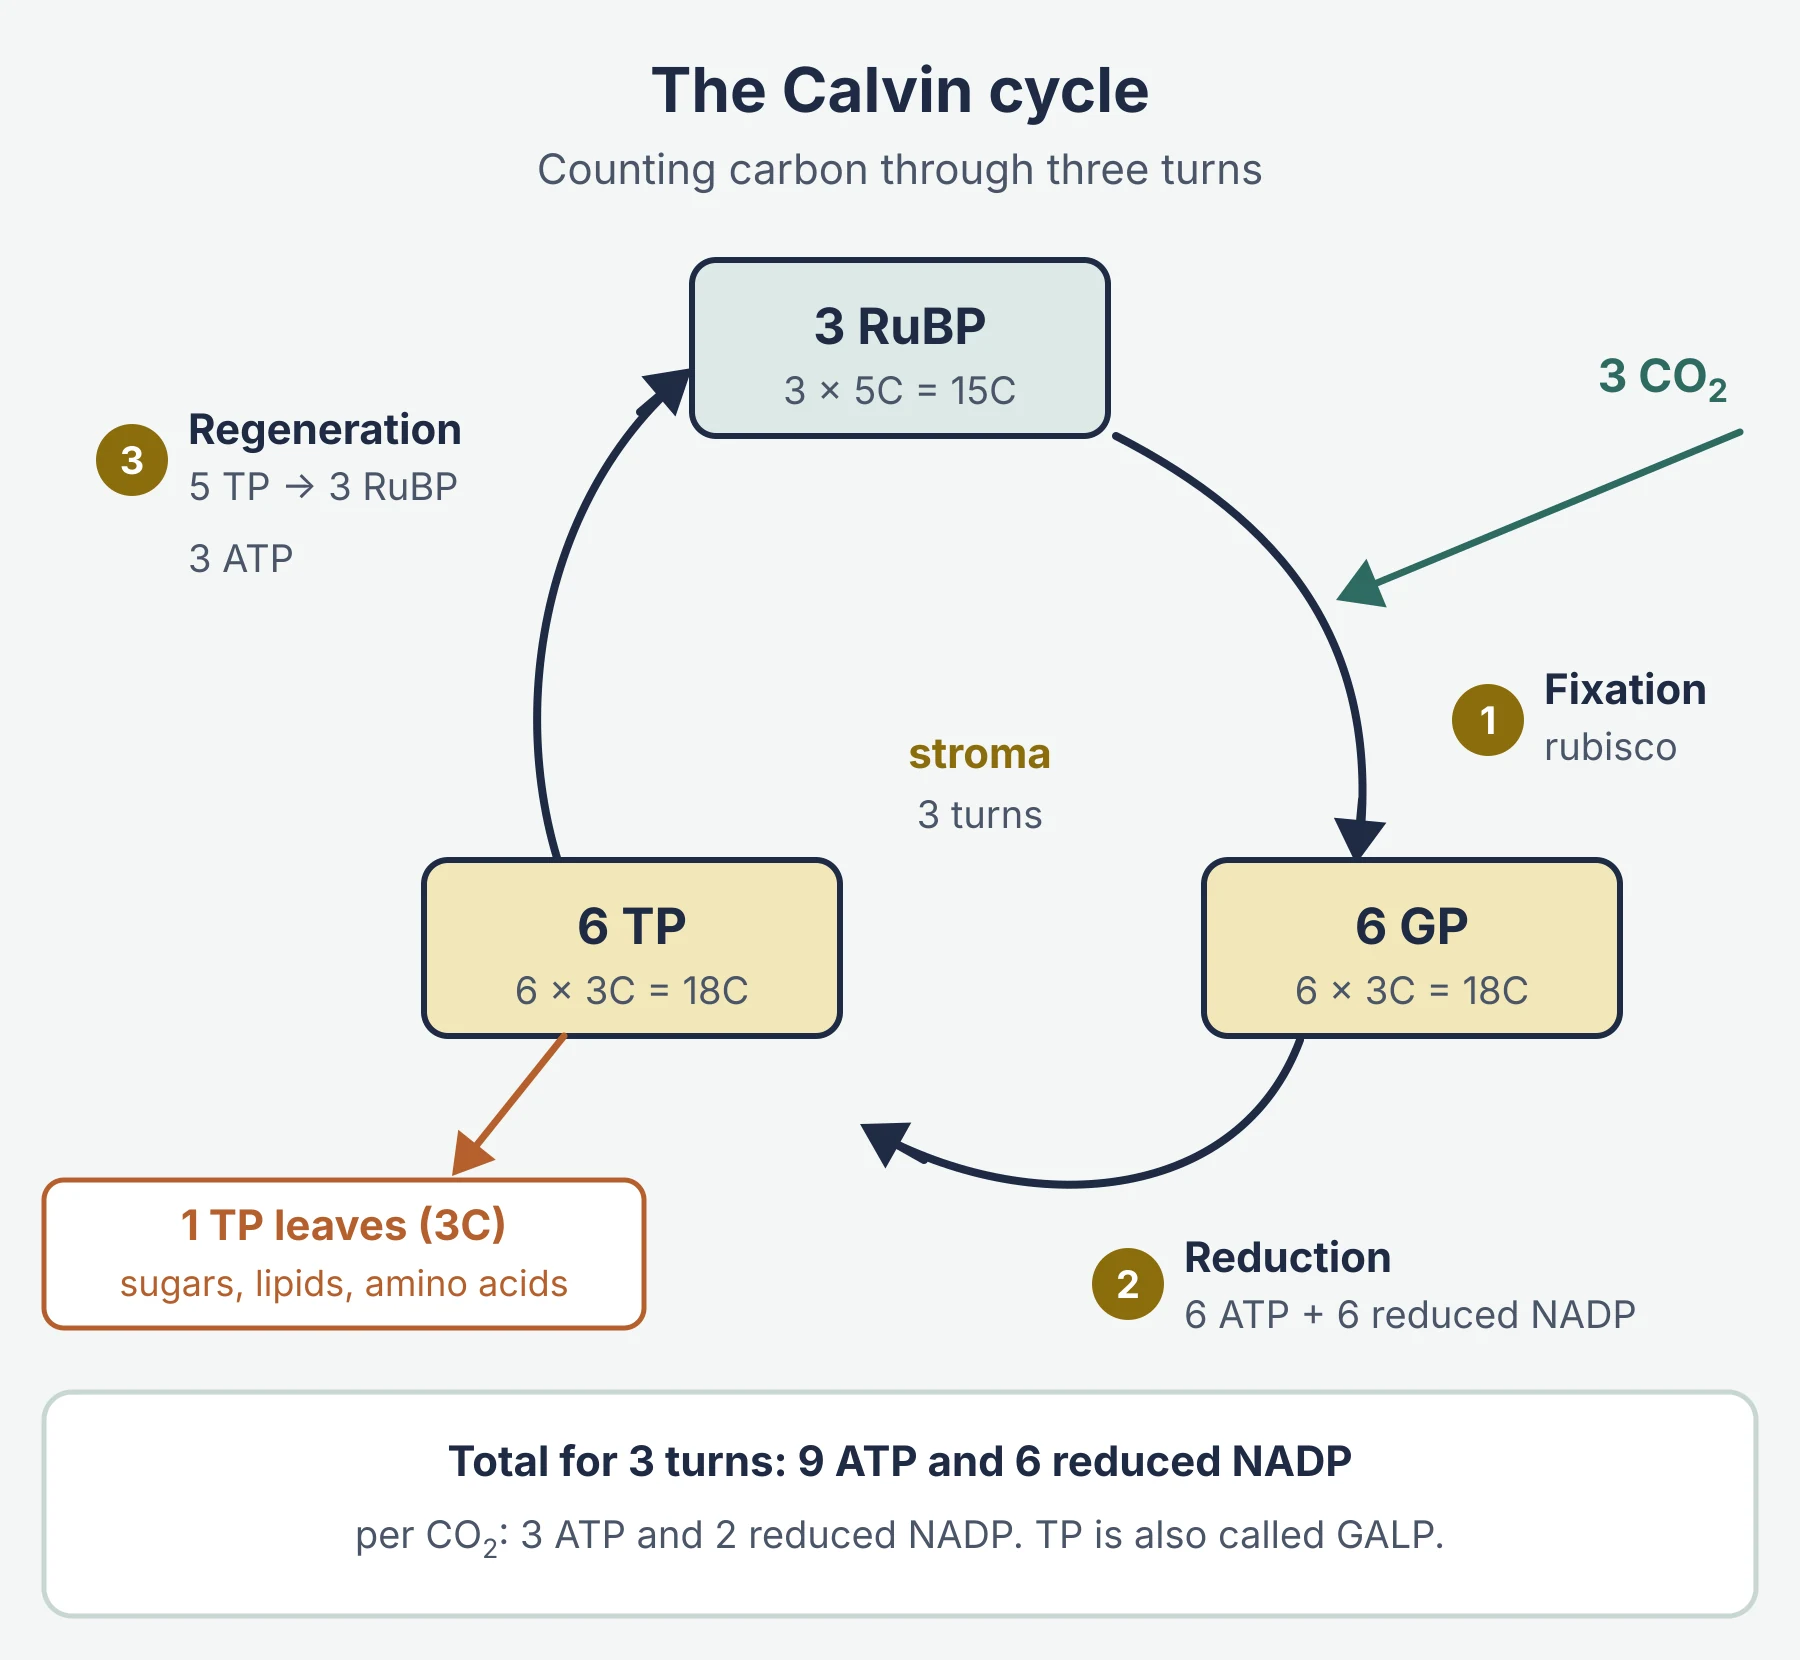 The Calvin cycle
Counting carbon through three turns
3 RuBP
3 × 5C = 15C
3 CO₂
3
Regeneration
5 TP → 3 RuBP
3 ATP
1
Fixation
rubisco
stroma
3 turns
6 TP
6 × 3C = 18C
6 GP
6 × 3C = 18C
1 TP leaves (3C)
sugars, lipids, amino acids
2
Reduction
6 ATP + 6 reduced NADP
Total for 3 turns: 9 ATP and 6 reduced NADP
per CO₂: 3 ATP and 2 reduced NADP. TP is also called GALP.